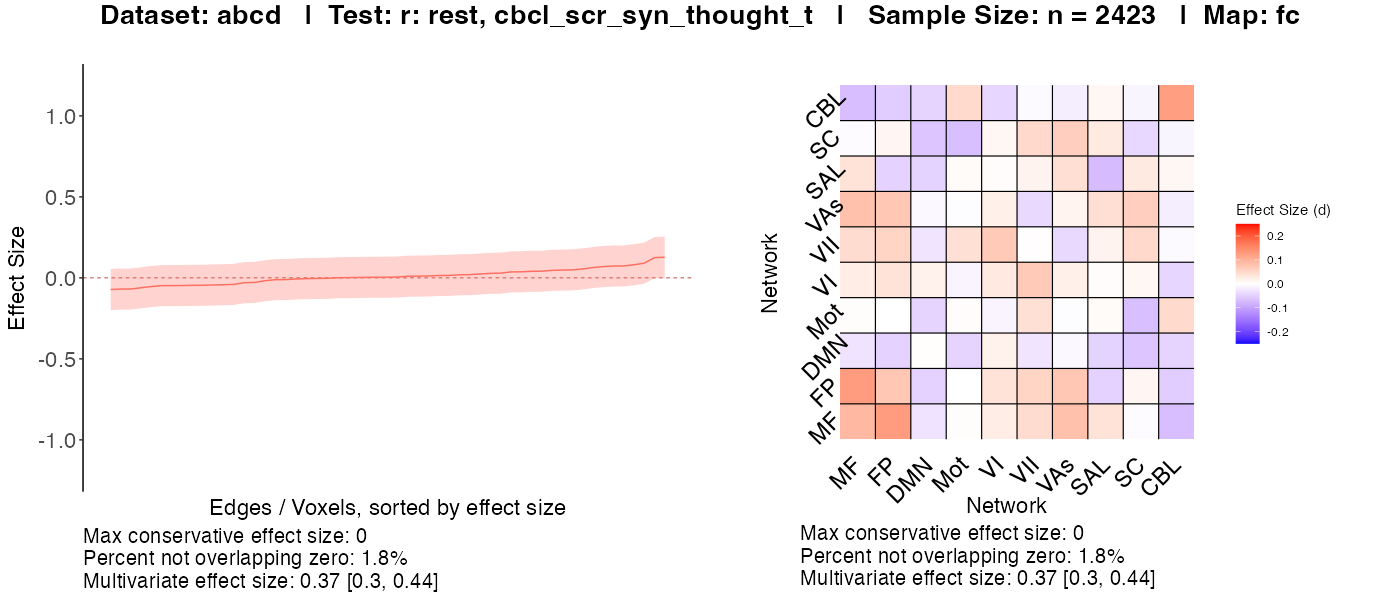 Dataset: abcd | Test: r: rest, cbcl_scr_syn_thought_t | Sample Size: n = 2423 | Map: fc
Effect Size
1.0
0.5
0.0
-0.5
-1.0
Edges / Voxels, sorted by effect size
Max conservative effect size: 0
Percent not overlapping zero: 1.8%
Multivariate effect size: 0.37 [0.3, 0.44]
Network
CBL
SC
SAL
VAs
VII
VI
Mot
DMN
FP
MF
MF FP DMN Mot VI VII VAs SAL SC CBL
Network
Max conservative effect size: 0
Percent not overlapping zero: 1.8%
Multivariate effect size: 0.37 [0.3, 0.44]
Effect Size (d)
0.2
0.1
0.0
-0.1
-0.2